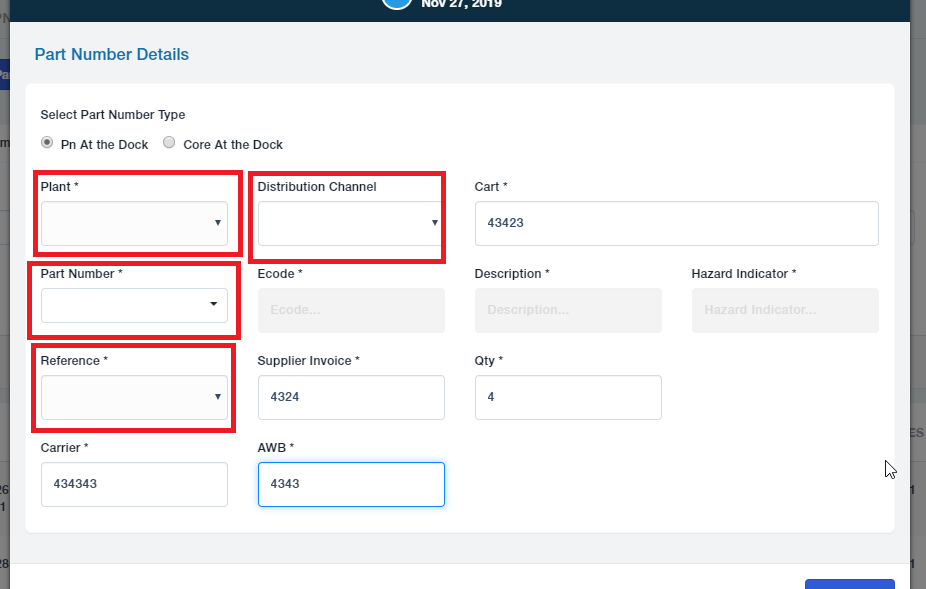 Nov 27, 2019
Part Number Details
Select Part Number Type
Pn At the Dock Core At the Dock
Plant * Distribution Channel Cart *
43423
Part Number * Ecode * Description * Hazard Indicator *
Ecode... Description... Hazard Indicator...
Reference * Supplier Invoice * Qty *
4324 4
Carrier * AWB *
434343 4343